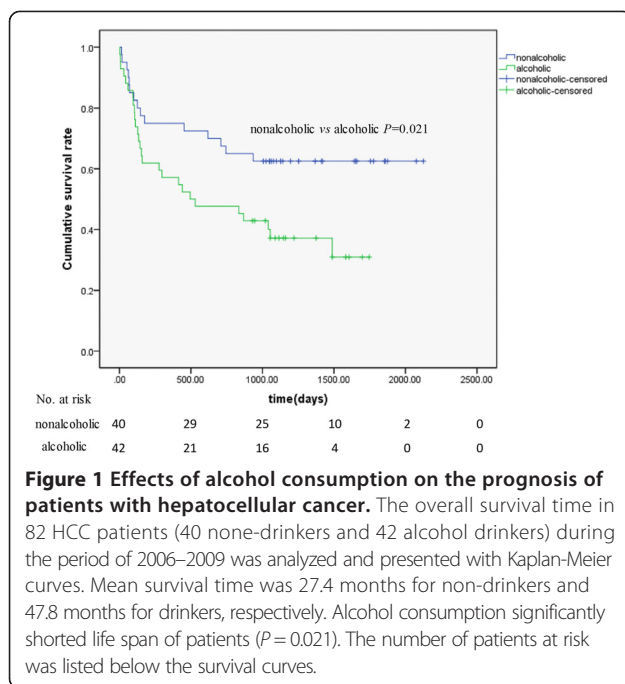 nonalcoholic
alcoholic
nonalcoholic-censored
alcoholic-censored
nonalcoholic vs alcoholic P=0.021
Cumulative survival rate
1.0
0.8
0.6
0.4
0.2
0.0
.00 500.00 1000.00 1500.00 2000.00 2500.00
time(days)
No. at risk
nonalcoholic 40 29 25 10 2 0
alcoholic 42 21 16 4 0 0
Figure 1 Effects of alcohol consumption on the prognosis of
patients with hepatocellular cancer. The overall survival time in
82 HCC patients (40 none-drinkers and 42 alcohol drinkers) during
the period of 2006–2009 was analyzed and presented with Kaplan-Meier
curves. Mean survival time was 27.4 months for non-drinkers and
47.8 months for drinkers, respectively. Alcohol consumption significantly
shorted life span of patients (P = 0.021). The number of patients at risk
was listed below the survival curves.